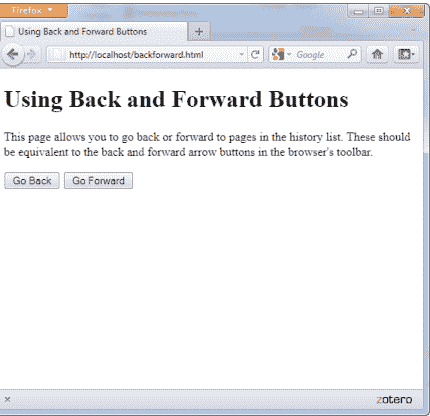 Firefox
Using Back and Forward Buttons
http://localhost/backforward.html
Google
Using Back and Forward Buttons
This page allows you to go back or forward to pages in the history list. These should
be equivalent to the back and forward arrow buttons in the browser's toolbar.
Go Back Go Forward
zotero